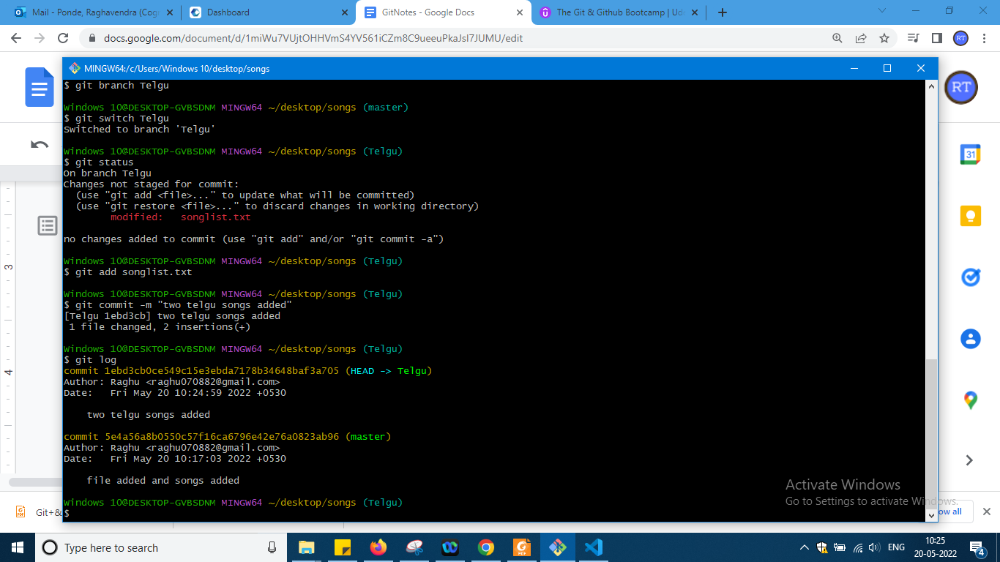 Mail - Ponde, Raghavendra (Cog
Dashboard
GitNotes - Google Docs
The Git & Github Bootcamp | Ud
docs.google.com/document/d/1miWu7VUjtOHHVmS4YV561iCZm8C9ueeuPkaJsI7JUMU/edit
RT
MINGW64:/c/Users/Windows 10/desktop/songs
RT
$ git branch Telgu
Windows 10@DESKTOP-GVBSDNM MINGW64 ~/desktop/songs (master)
$ git switch Telgu
Switched to branch 'Telgu'
Windows 10@DESKTOP-GVBSDNM MINGW64 ~/desktop/songs (Telgu)
$ git status
On branch Telgu
Changes not staged for commit:
(use "git add <file>..." to update what will be committed)
(use "git restore <file>..." to discard changes in working directory)
modified: songlist.txt
no changes added to commit (use "git add" and/or "git commit -a")
Windows 10@DESKTOP-GVBSDNM MINGW64 ~/desktop/songs (Telgu)
$ git add songlist.txt
Windows 10@DESKTOP-GVBSDNM MINGW64 ~/desktop/songs (Telgu)
$ git commit -m "two telgu songs added"
[Telgu 1ebd3cb] two telgu songs added
1 file changed, 2 insertions(+)
Windows 10@DESKTOP-GVBSDNM MINGW64 ~/desktop/songs (Telgu)
$ git log
commit 1ebd3cb0ce549c15e3ebda7178b34648baf3a705 (HEAD -> Telgu)
Author: Raghu <raghu070882@gmail.com>
Date: Fri May 20 10:24:59 2022 +0530
two telgu songs added
commit 5e4a56a8b0550c57f16ca6796e42e76a0823ab96 (master)
Author: Raghu <raghu070882@gmail.com>
Date: Fri May 20 10:17:03 2022 +0530
file added and songs added
Windows 10@DESKTOP-GVBSDNM MINGW64 ~/desktop/songs (Telgu)
$
31
3
4
Activate Windows
Go to Settings to activate Windows.
Git+&
ow all
Type here to search
PDF
ENG
10:25
20-05-2022
4